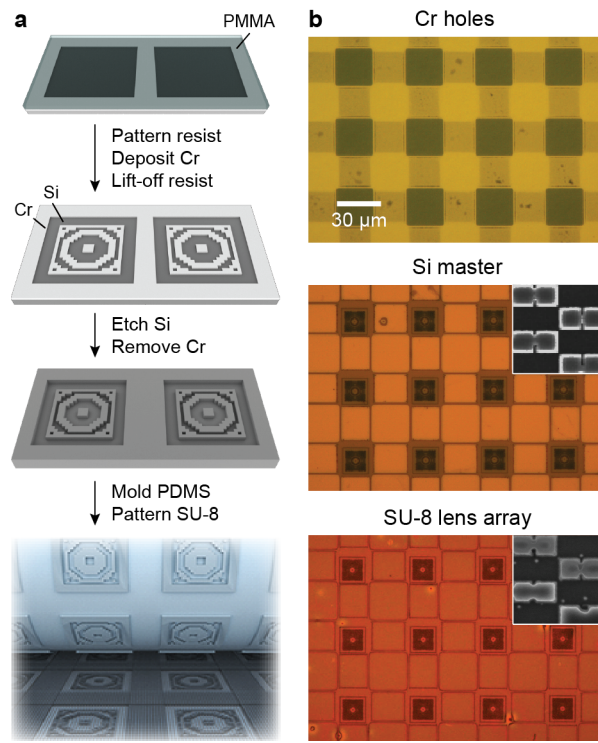 a
PMMA
Pattern resist
Deposit Cr
Lift-off resist
Cr
Si
Etch Si
Remove Cr
Mold PDMS
Pattern SU-8
b
Cr holes
30 μm
Si master
SU-8 lens array